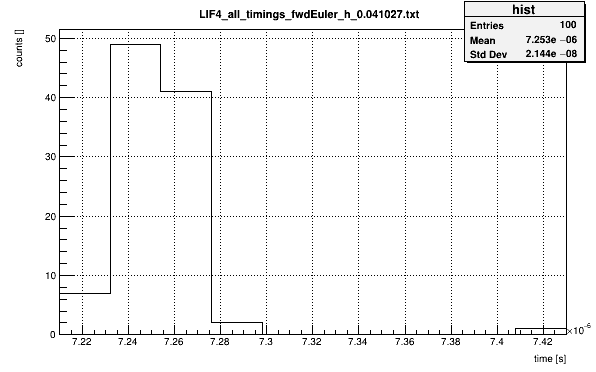 LIF4_all_timings_fwdEuler_h_0.041027.txt
hist
Entries 100
Mean 7.253e −06
Std Dev 2.144e −08
counts []
50
40
30
20
10
0
7.22 7.24 7.26 7.28 7.3 7.32 7.34 7.36 7.38 7.4 7.42
×10⁻⁶
time [s]